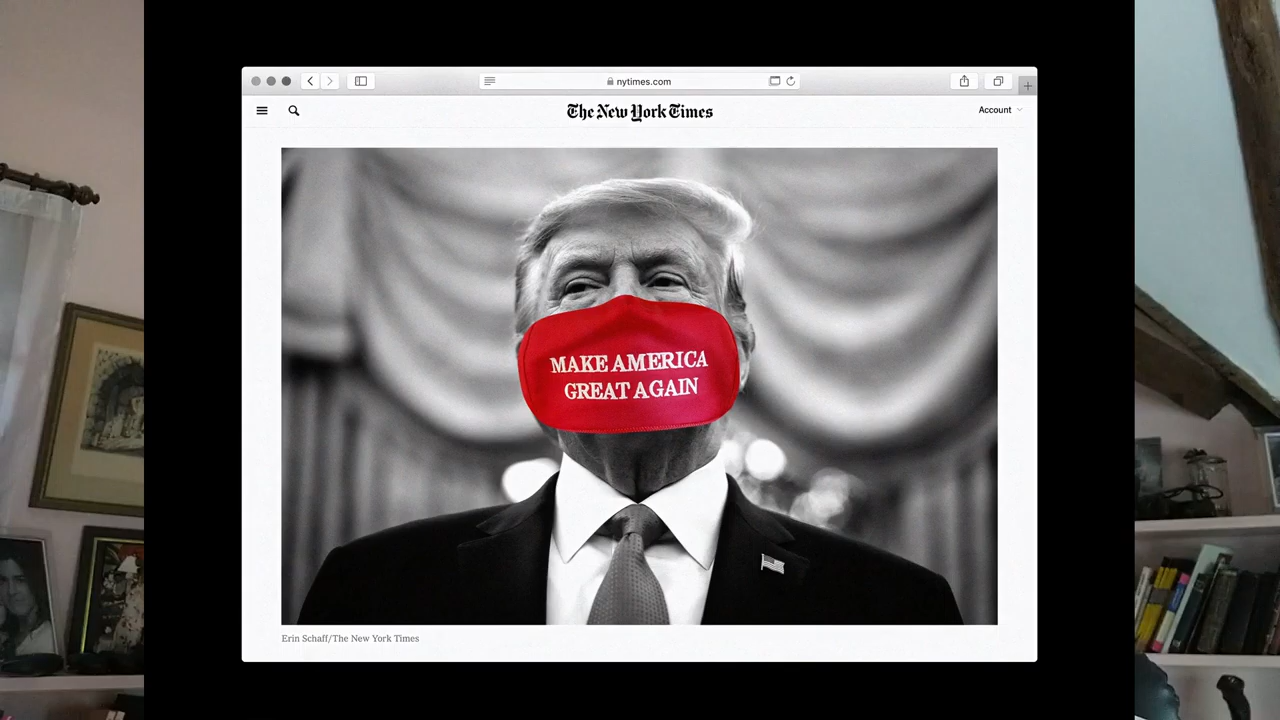 nytimes.com
The New York Times
Account
MAKE AMERICA
GREAT AGAIN
Erin Schaff/The New York Times